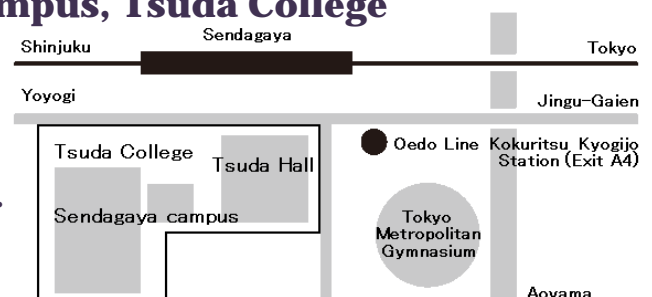 mpus, Tsuda College
Sendagaya
Shinjuku
Tokyo
Yoyogi
Jingu-Gaien
Oedo Line Kokuritsu Kyogijo
Station (Exit A4)
Tsuda College
Tsuda Hall
Sendagaya campus
Tokyo
Metropolitan
Gymnasium
Aoyama